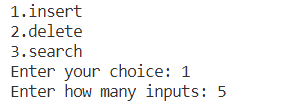 1.insert
2.delete
3.search
Enter your choice: 1
Enter how many inputs: 5